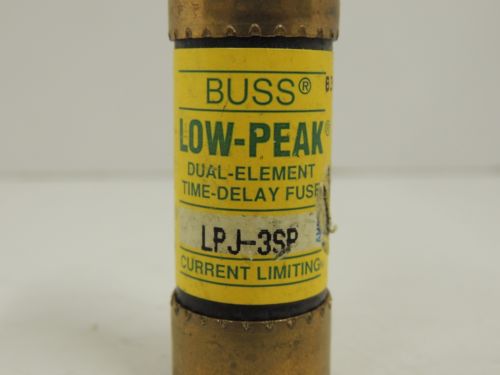 BUSS®
LOW-PEAK®
DUAL-ELEMENT
TIME-DELAY FUSE
LPJ-3SP
CURRENT LIMITING